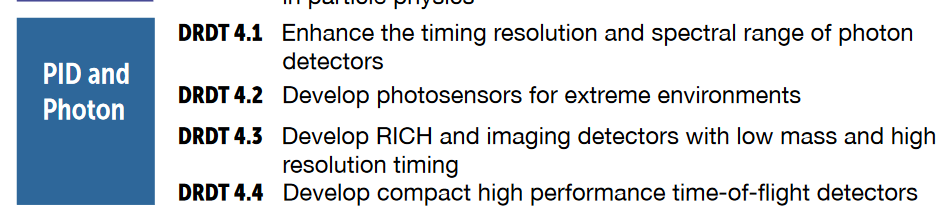 in particle physics
PID and
Photon
DRDT 4.1 Enhance the timing resolution and spectral range of photon
detectors
DRDT 4.2 Develop photosensors for extreme environments
DRDT 4.3 Develop RICH and imaging detectors with low mass and high
resolution timing
DRDT 4.4 Develop compact high performance time-of-flight detectors